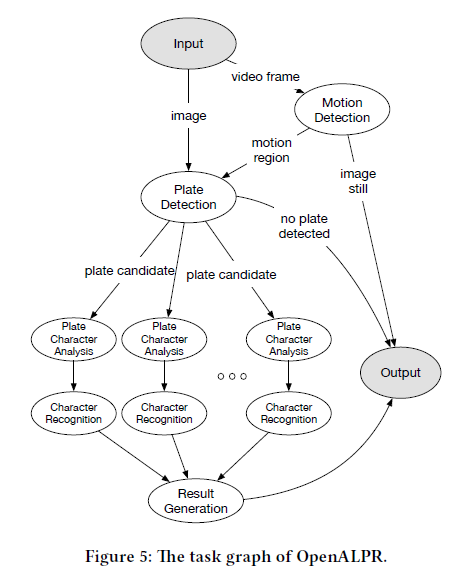 Input
video frame
Motion
Detection
image
motion
region
image
still
Plate
Detection
no plate
detected
plate candidate
plate candidate
Plate
Character
Analysis
Plate
Character
Analysis
Plate
Character
Analysis
Output
Character
Recognition
Character
Recognition
Character
Recognition
Result
Generation
Figure 5: The task graph of OpenALPR.